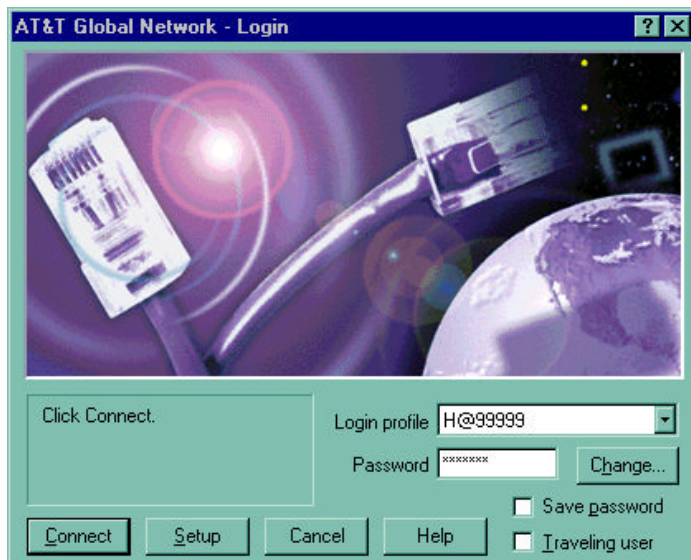 AT&T Global Network - Login
Click Connect.
Login profile H@99999
Password ******* Change...
Save password
Connect Setup Cancel Help Traveling user